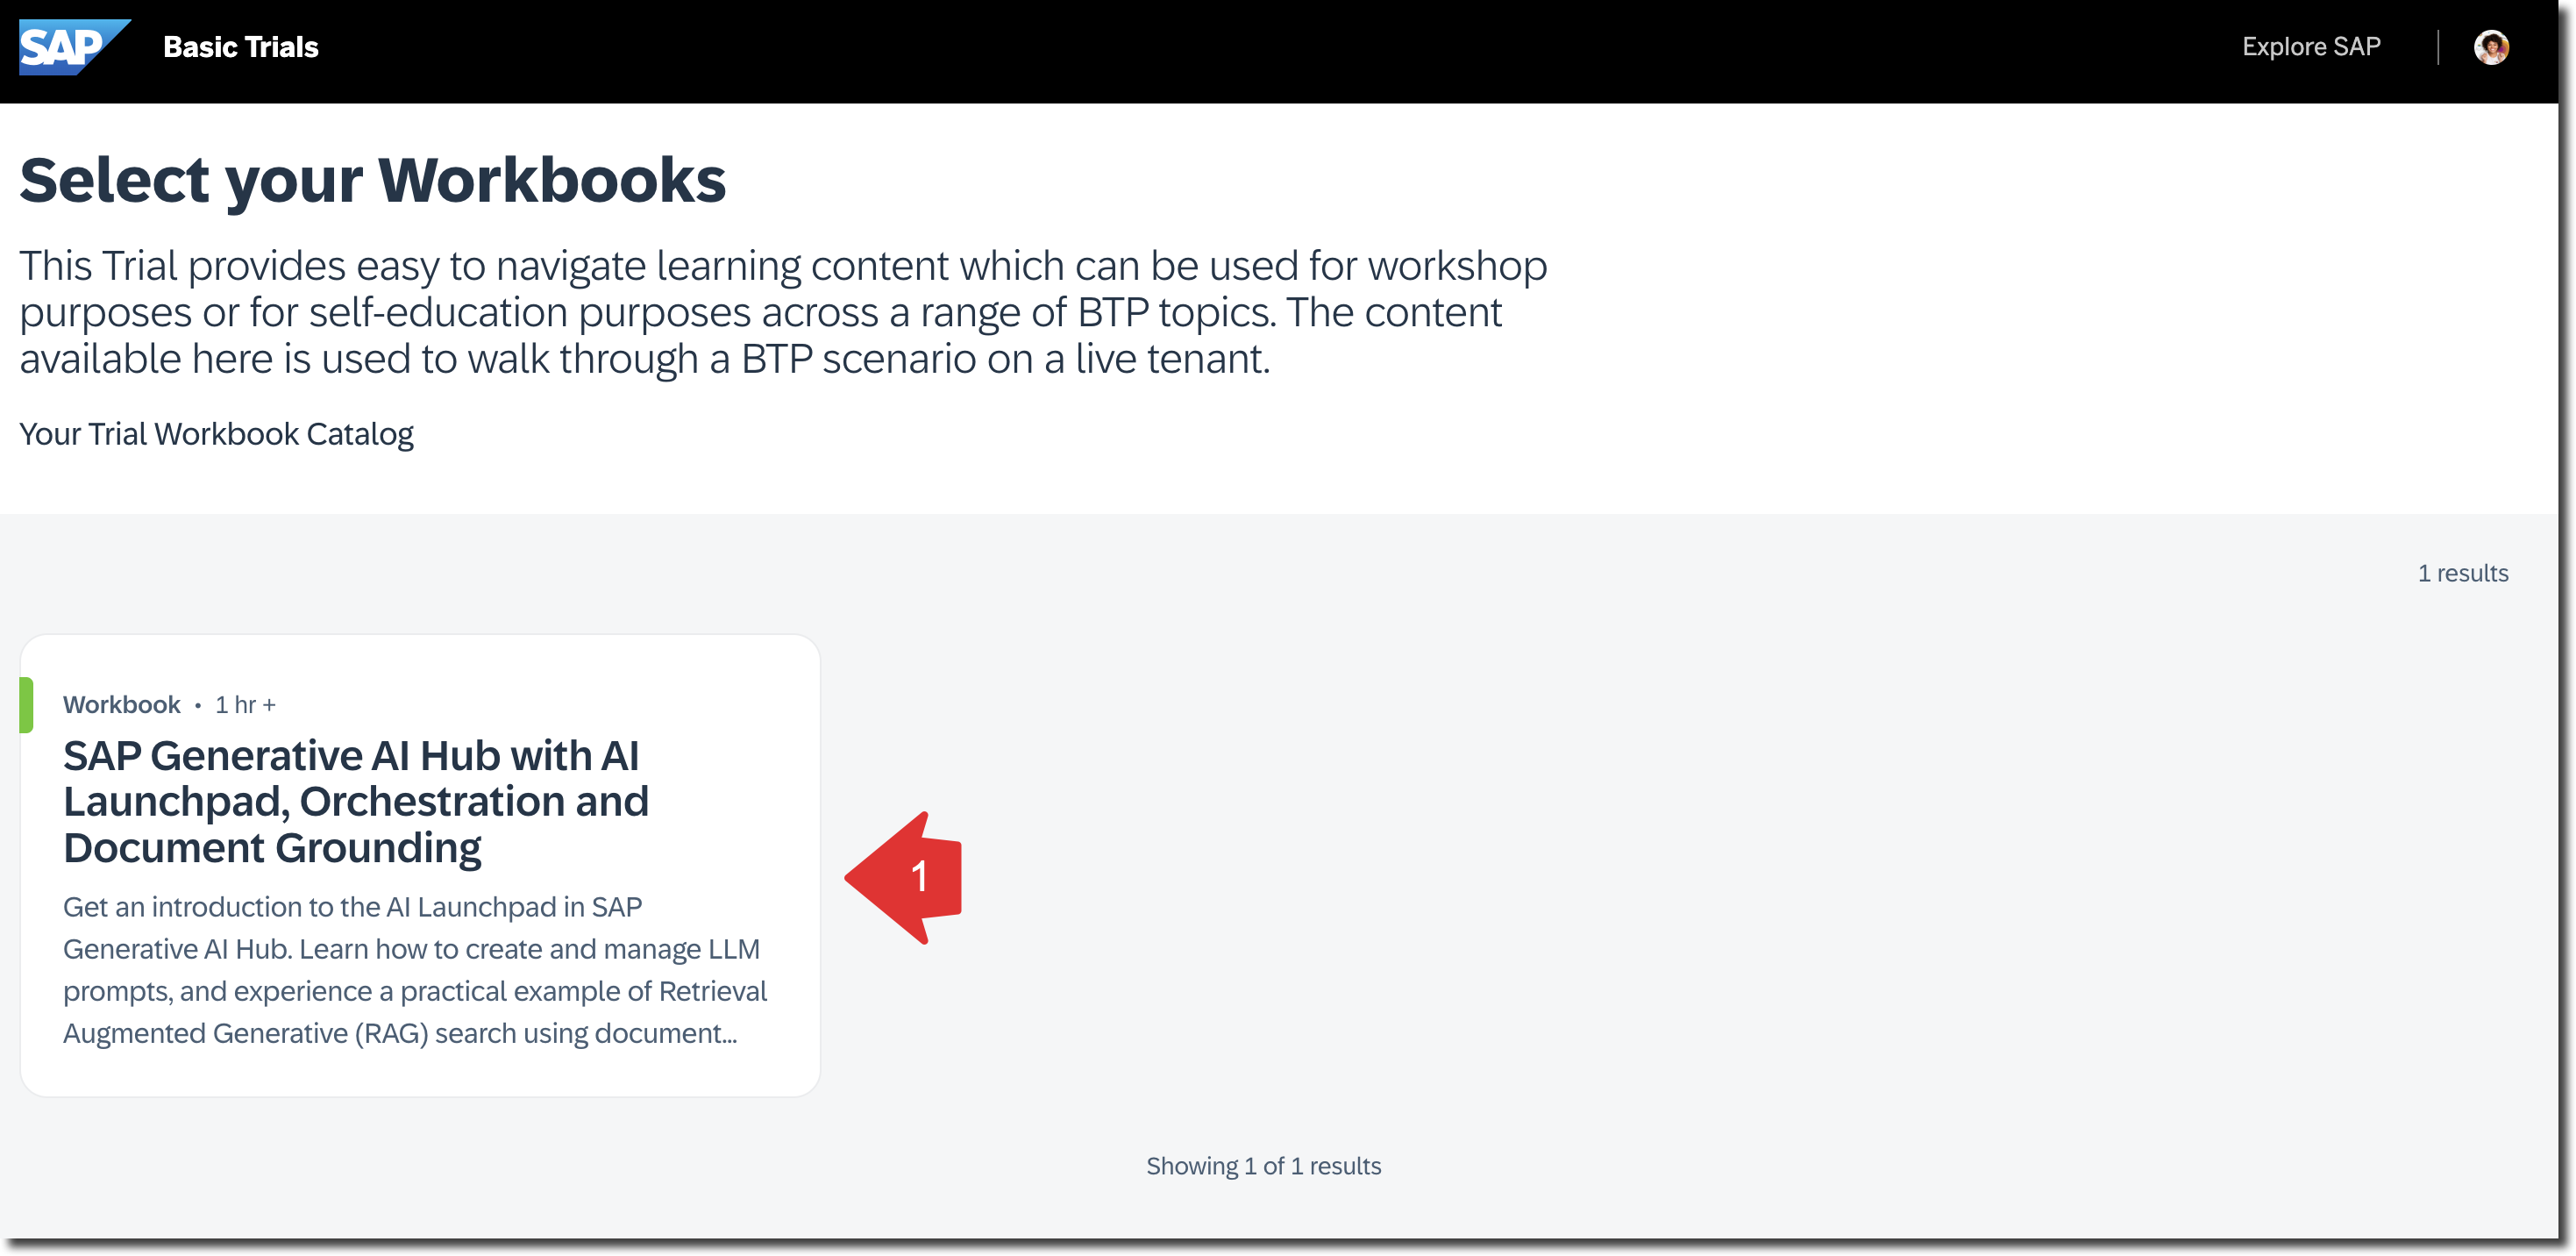 SAP
Basic Trials
Explore SAP
Select your Workbooks
This Trial provides easy to navigate learning content which can be used for workshop
purposes or for self-education purposes across a range of BTP topics. The content
available here is used to walk through a BTP scenario on a live tenant.
Your Trial Workbook Catalog
1 results
Workbook • 1 hr +
SAP Generative AI Hub with AI
Launchpad, Orchestration and
Document Grounding
Get an introduction to the AI Launchpad in SAP
Generative AI Hub. Learn how to create and manage LLM
prompts, and experience a practical example of Retrieval
Augmented Generative (RAG) search using document...
1
Showing 1 of 1 results